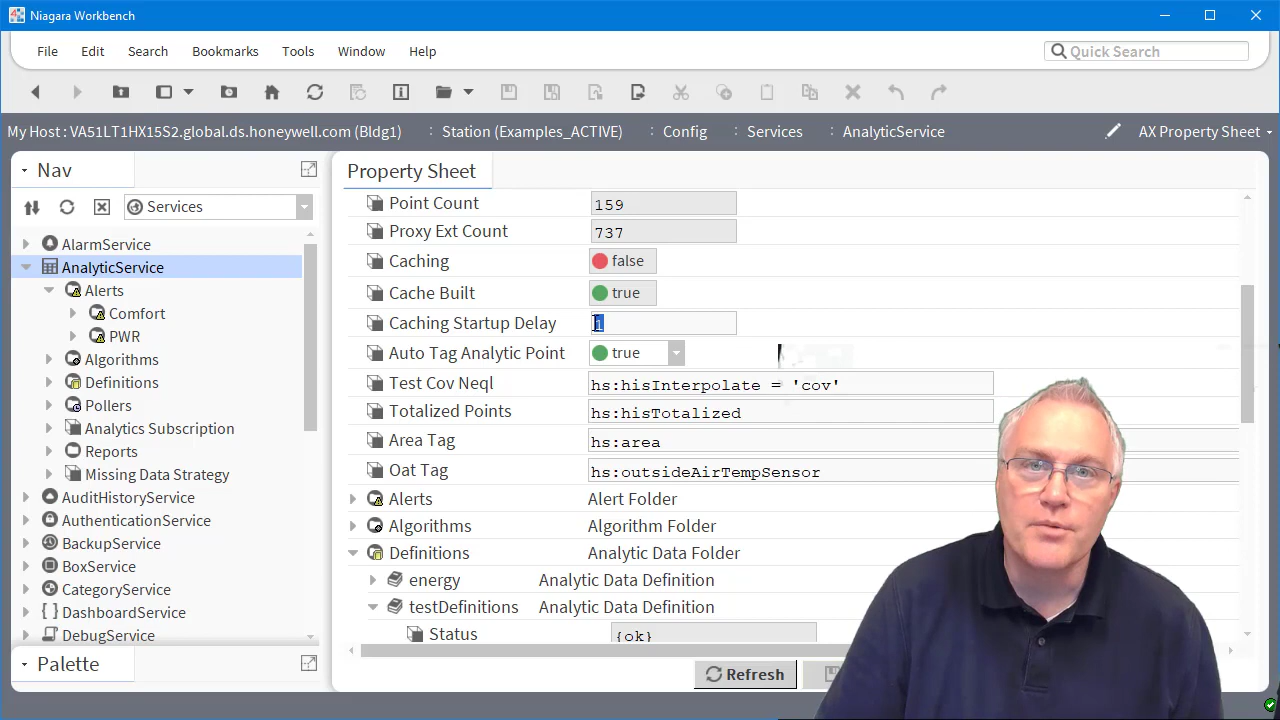 Niagara Workbench
File Edit Search Bookmarks Tools Window Help
Quick Search
My Host : VA51LT1HX15S2.global.ds.honeywell.com (Bldg1) : Station (Examples_ACTIVE) : Config : Services : AnalyticService AX Property Sheet
Nav
Services
AlarmService
AnalyticService
Alerts
Comfort
PWR
Algorithms
Definitions
Pollers
Analytics Subscription
Reports
Missing Data Strategy
AuditHistoryService
AuthenticationService
BackupService
BoxService
CategoryService
DashboardService
DebugService
Palette
Property Sheet
Point Count 159
Proxy Ext Count 737
Caching false
Cache Built true
Caching Startup Delay 1
Auto Tag Analytic Point true
Test Cov Neql hs:hisInterpolate = 'cov'
Totalized Points hs:hisTotalized
Area Tag hs:area
Oat Tag hs:outsideAirTempSensor
Alerts Alert Folder
Algorithms Algorithm Folder
Definitions Analytic Data Folder
energy Analytic Data Definition
testDefinitions Analytic Data Definition
Status {ok}
Refresh